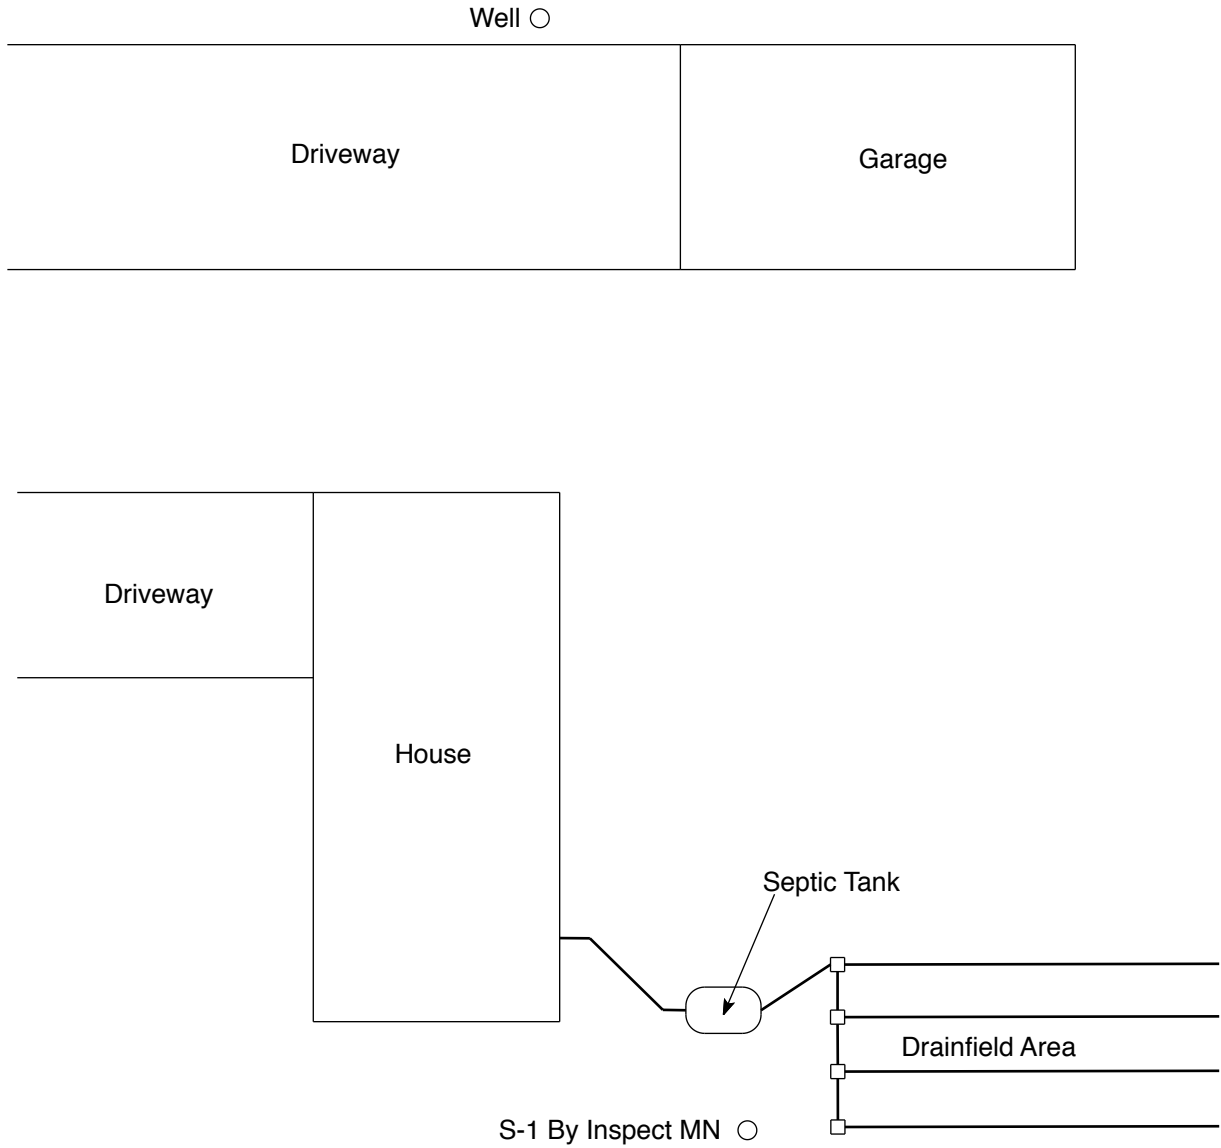 Well
Driveway
Garage
Driveway
House
Septic Tank
Drainfield Area
S-1 By Inspect MN